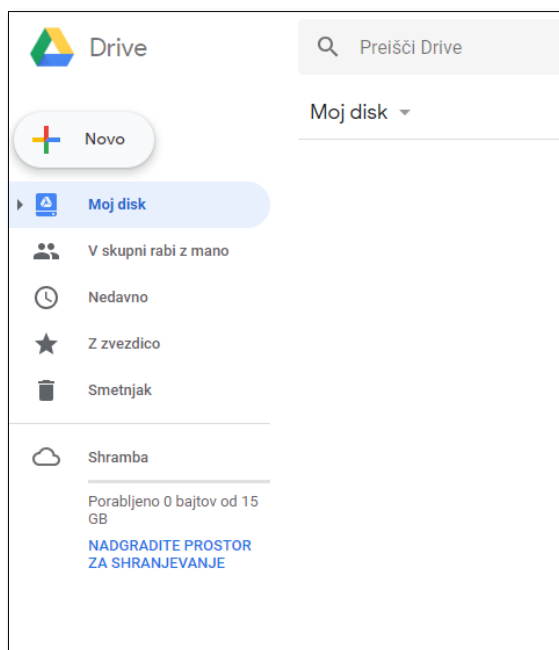 Drive
Preišči Drive
Moj disk
Novo
Moj disk
V skupni rabi z mano
Nedavno
Z zvezdico
Smetnjak
Shramba
Porabljeno 0 bajtov od 15
GB
NADGRADITE PROSTOR
ZA SHRANJEVANJE